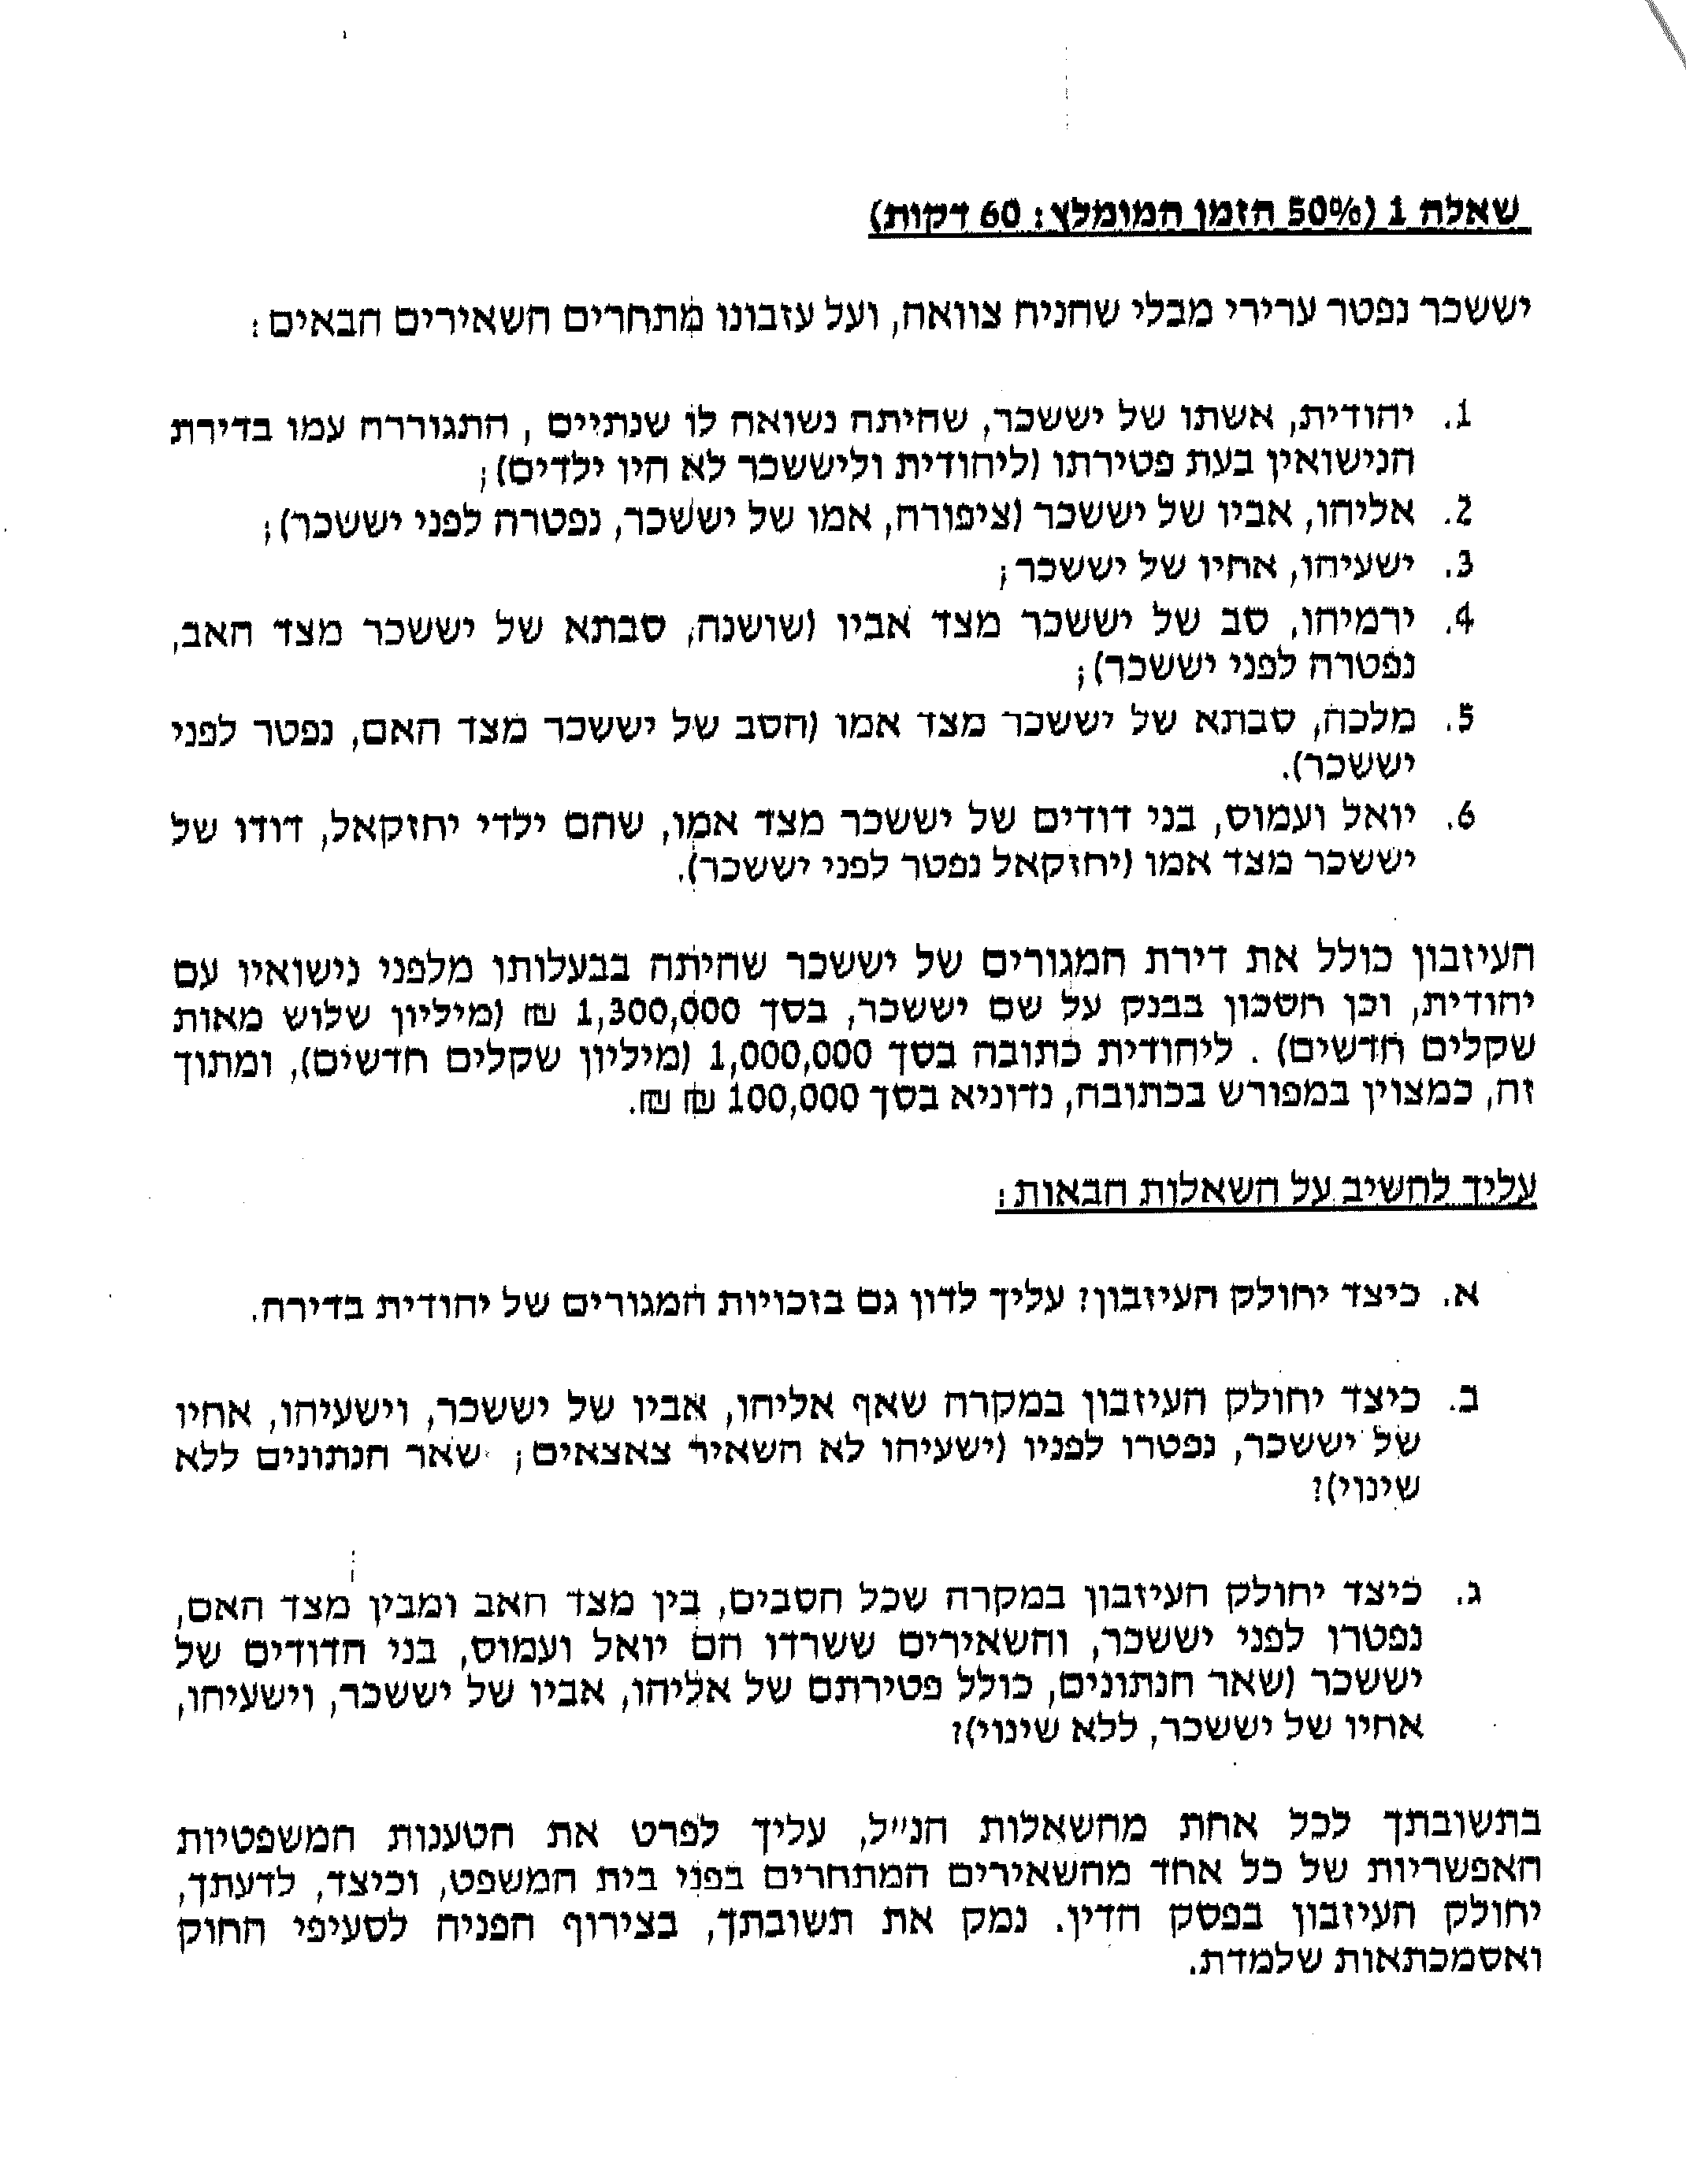 שאלה 1 (50% הזמן המומלץ: 60 דקות)
יששכר נפטר ערירי מבלי שהניח צוואה, ועל עזבונו מתחרים השאירים הבאים:
1. יהודית, אשתו של יששכר, שהיתה נשואה לו שנתיים , התגוררה עמו בדירת
הנישואין בעת פטירתו (ליהודית וליששכר לא היו ילדים);
2. אליהו, אביו של יששכר (ציפורה, אמו של יששכר, נפטרה לפני יששכר);
3. ישעיהו, אחיו של יששכר;
4. ירמיהו, סב של יששכר מצד אביו (שושנה, סבתא של יששכר מצד האב,
נפטרה לפני יששכר);
5. מלכה, סבתא של יששכר מצד אמו (הסב של יששכר מצד האם, נפטר לפני
יששכר).
6. יואל ועמוס, בני דודים של יששכר מצד אמו, שהם ילדי יחזקאל, דודו של
יששכר מצד אמו (יחזקאל נפטר לפני יששכר).
העיזבון כולל את דירת המגורים של יששכר שהיתה בבעלותו מלפני נישואיו עם
יהודית, וכן חסכון בבנק על שם יששכר, בסך 1,300,000 ₪ (מיליון שלוש מאות
שקלים חדשים) . ליהודית כתובה בסך 1,000,000 (מיליון שקלים חדשים), ומתוך
זה, כמצוין במפורש בכתובה, נדוניא בסך 100,000 ₪ ₪.
עליך להשיב על השאלות הבאות:
א. כיצד יחולק העיזבון? עליך לדון גם בזכויות המגורים של יהודית בדירה.
ב. כיצד יחולק העיזבון במקרה שאף אליהו, אביו של יששכר, וישעיהו, אחיו
של יששכר, נפטרו לפניו (ישעיהו לא השאיר צאצאים; שאר הנתונים ללא
שינוי)?
ג. כיצד יחולק העיזבון במקרה שכל הסבים, בין מצד האב ומבין מצד האם,
נפטרו לפני יששכר, והשאירים ששרדו הם יואל ועמוס, בני הדודים של
יששכר (שאר הנתונים, כולל פטירתם של אליהו, אביו של יששכר, וישעיהו,
אחיו של יששכר, ללא שינוי)?
בתשובתך לכל אחת מהשאלות הנ"ל, עליך לפרט את הטענות המשפטיות
האפשריות של כל אחד מהשאירים המתחרים בפני בית המשפט, וכיצד, לדעתך,
יחולק העיזבון בפסק הדין. נמק את תשובתך, בצירוף הפניה לסעיפי החוק
ואסמכתאות שלמדת.